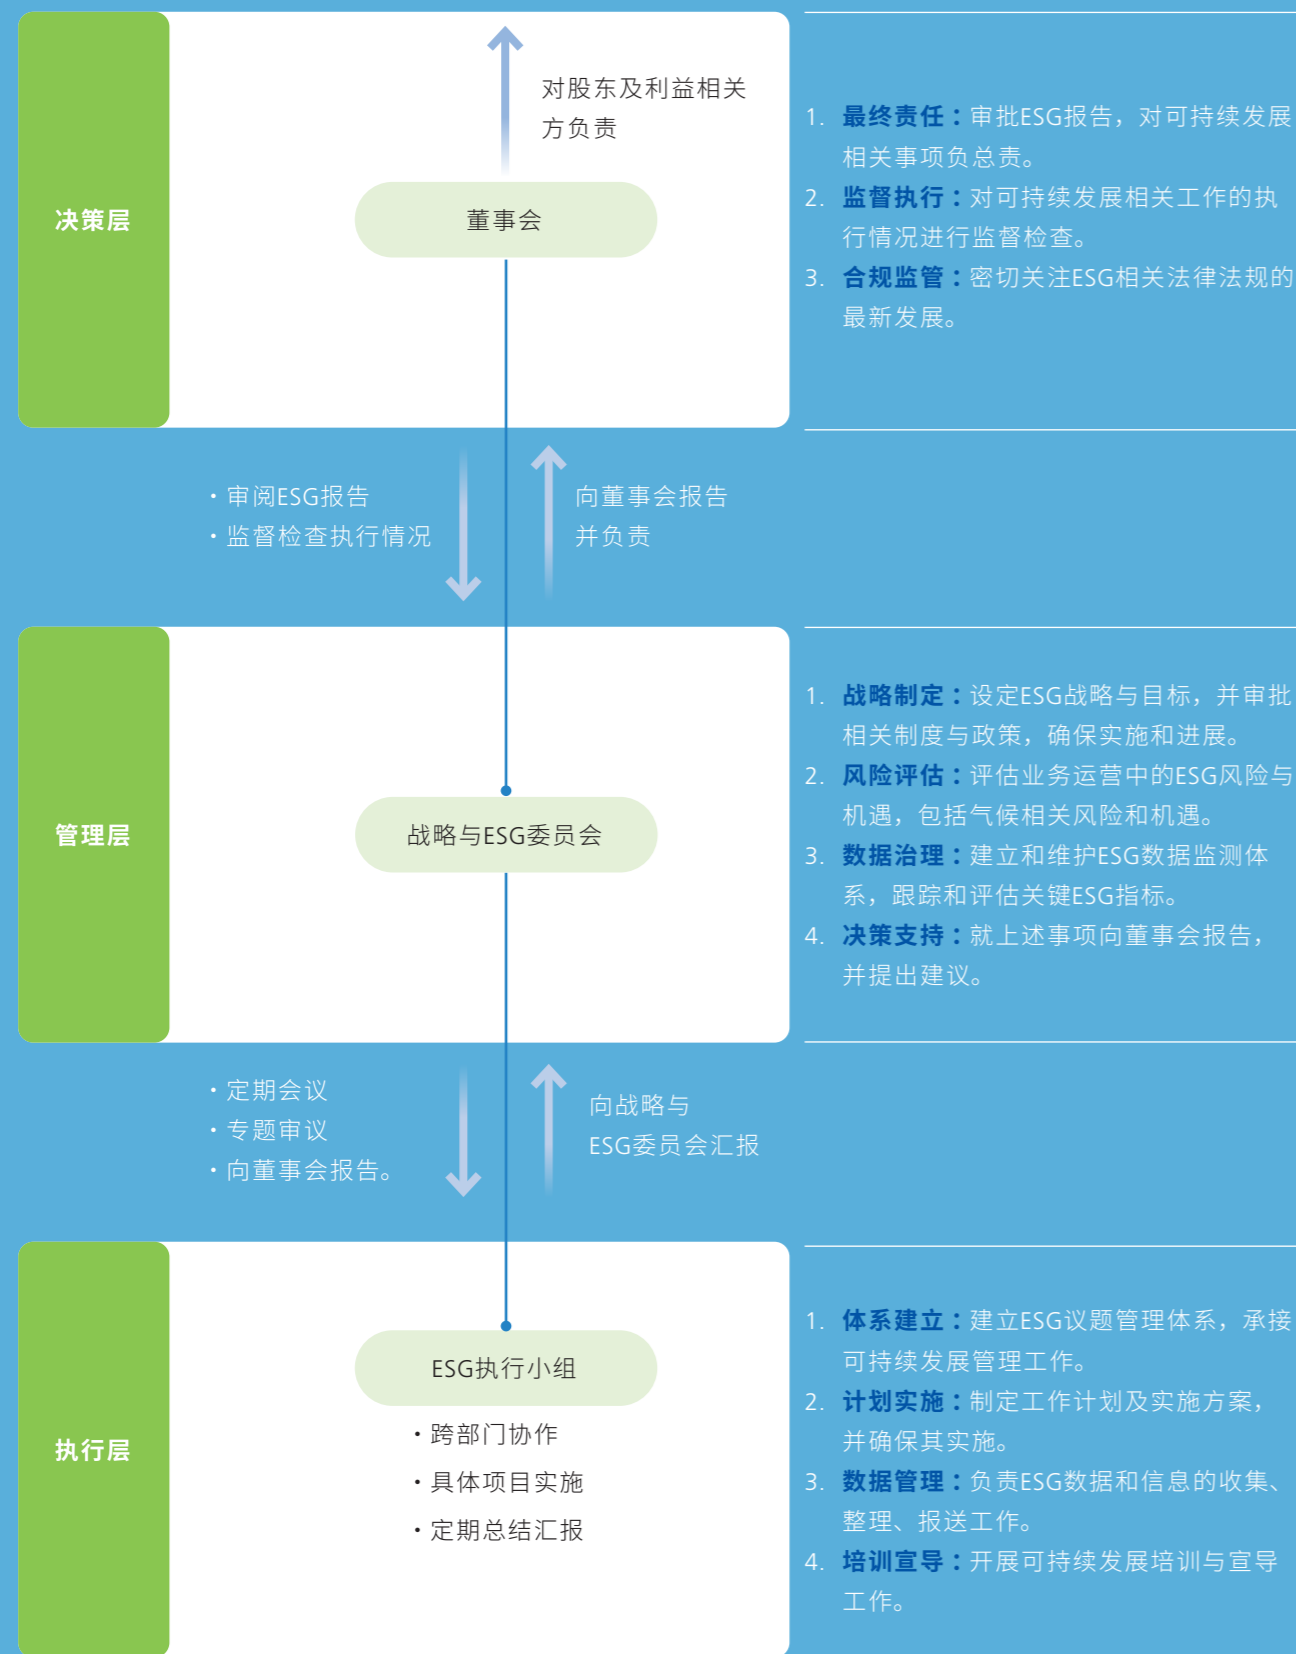 决策层
对股东及利益相关
方负责
董事会
1. 最终责任：审批ESG报告，对可持续发展
相关事项负总责。
2. 监督执行：对可持续发展相关工作的执
行情况进行监督检查。
3. 合规监管：密切关注ESG相关法律法规的
最新发展。
·审阅ESG报告
·监督检查执行情况
向董事会报告
并负责
管理层
战略与ESG委员会
1. 战略制定：设定ESG战略与目标，并审批
相关制度与政策，确保实施和进展。
2. 风险评估：评估业务运营中的ESG风险与
机遇，包括气候相关风险和机遇。
3. 数据治理：建立和维护ESG数据监测体
系，跟踪和评估关键ESG指标。
4. 决策支持：就上述事项向董事会报告，
并提出建议。
·定期会议
·专题审议
·向董事会报告。
向战略与
ESG委员会汇报
执行层
ESG执行小组
·跨部门协作
·具体项目实施
·定期总结汇报
1. 体系建立：建立ESG议题管理体系，承接
可持续发展管理工作。
2. 计划实施：制定工作计划及实施方案，
并确保其实施。
3. 数据管理：负责ESG数据和信息的收集、
整理、报送工作。
4. 培训宣导：开展可持续发展培训与宣导
工作。